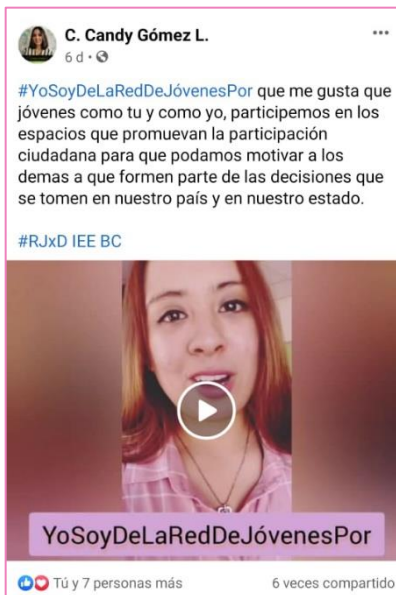 C. Candy Gómez L.
6 d •
#YoSoyDeLaRedDeJóvenesPor que me gusta que
jóvenes como tu y como yo, participemos en los
espacios que promuevan la participación
ciudadana para que podamos motivar a los
demas a que formen parte de las decisiones que
se tomen en nuestro país y en nuestro estado.
#RJxD IEE BC
YoSoyDeLaRedDeJóvenesPor
Tú y 7 personas más
6 veces compartido